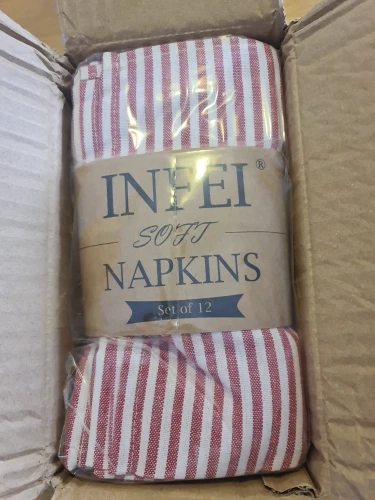 INFEI®
SOFT
NAPKINS
Set of 12